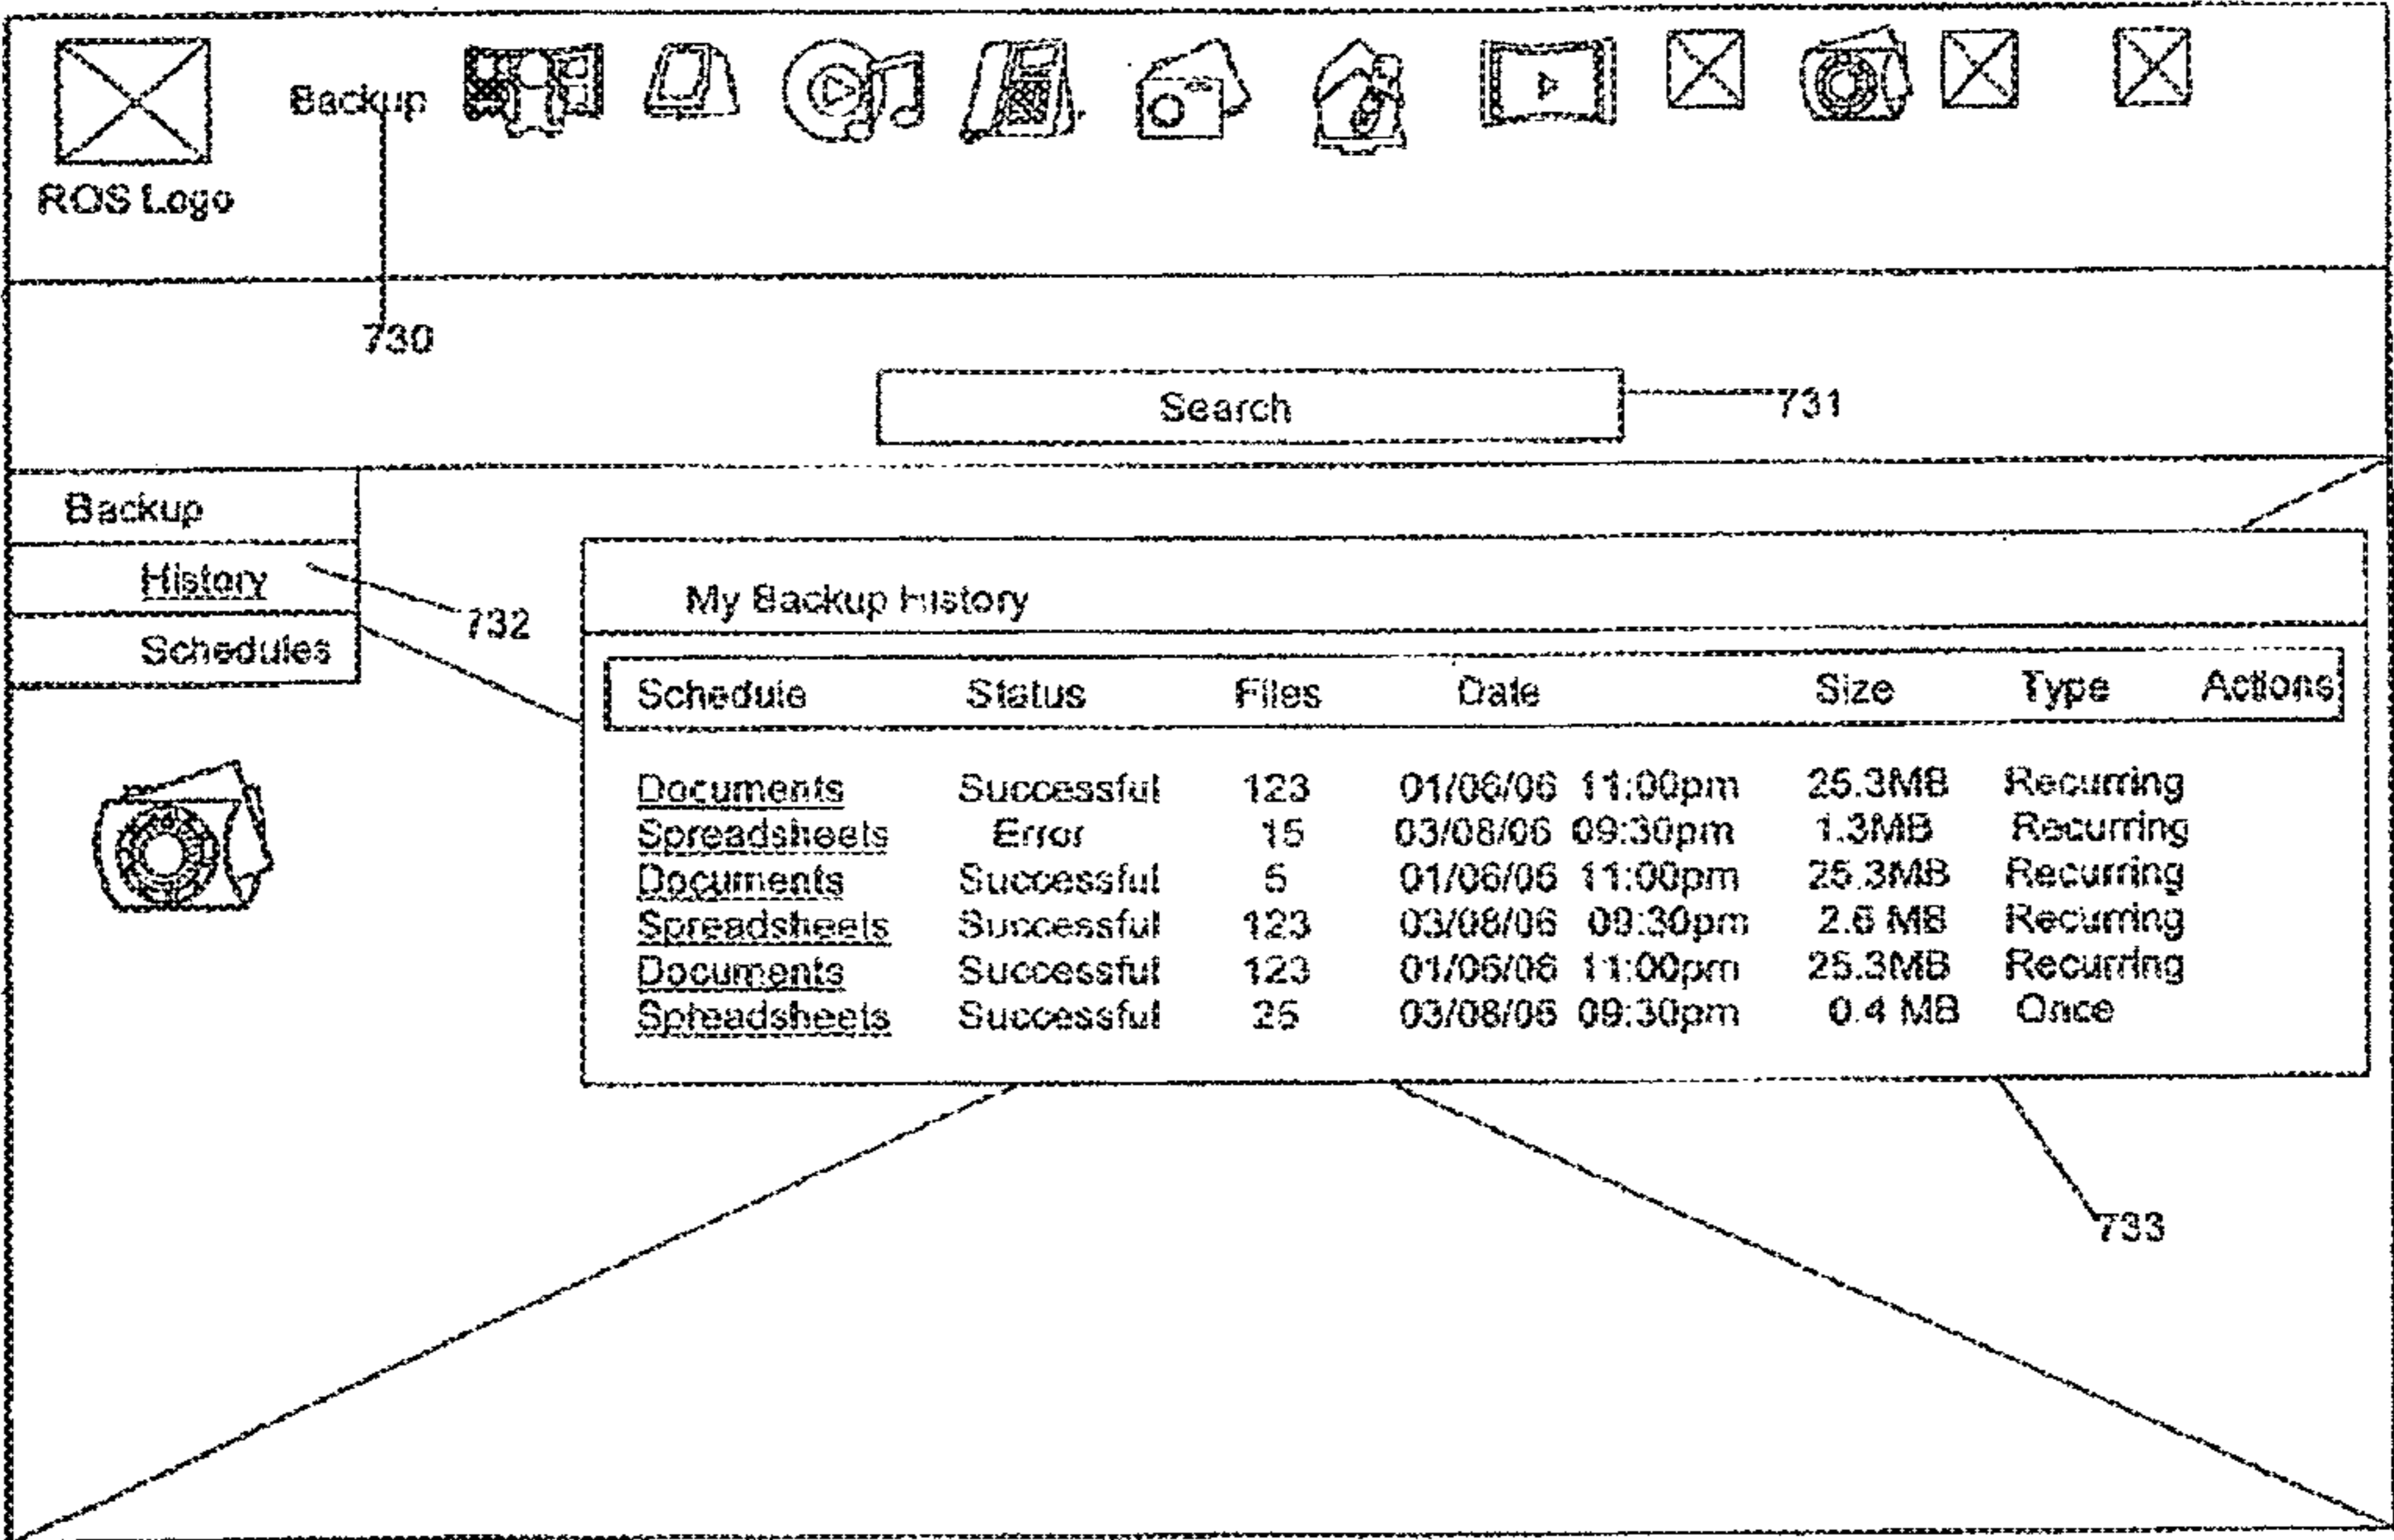 Backup
ROS Logo
730
Search 731
Backup
History
732
Schedules
My Backup History
Schedule Status Files Date Size Type Actions
Documents Successful 123 01/06/06 11:00pm 25.3MB Recurring
Spreadsheets Error 15 03/08/06 09:30pm 1.3MB Recurring
Documents Successful 5 01/06/06 11:00pm 25.3MB Recurring
Spreadsheets Successful 123 03/08/06 09:30pm MB Recurring
Documents Successful 123 01/06/06 11:00pm 25.3MB Recurring
Spreadsheets Successful 25 03/08/06 09:30pm 0.4 MB Once
733